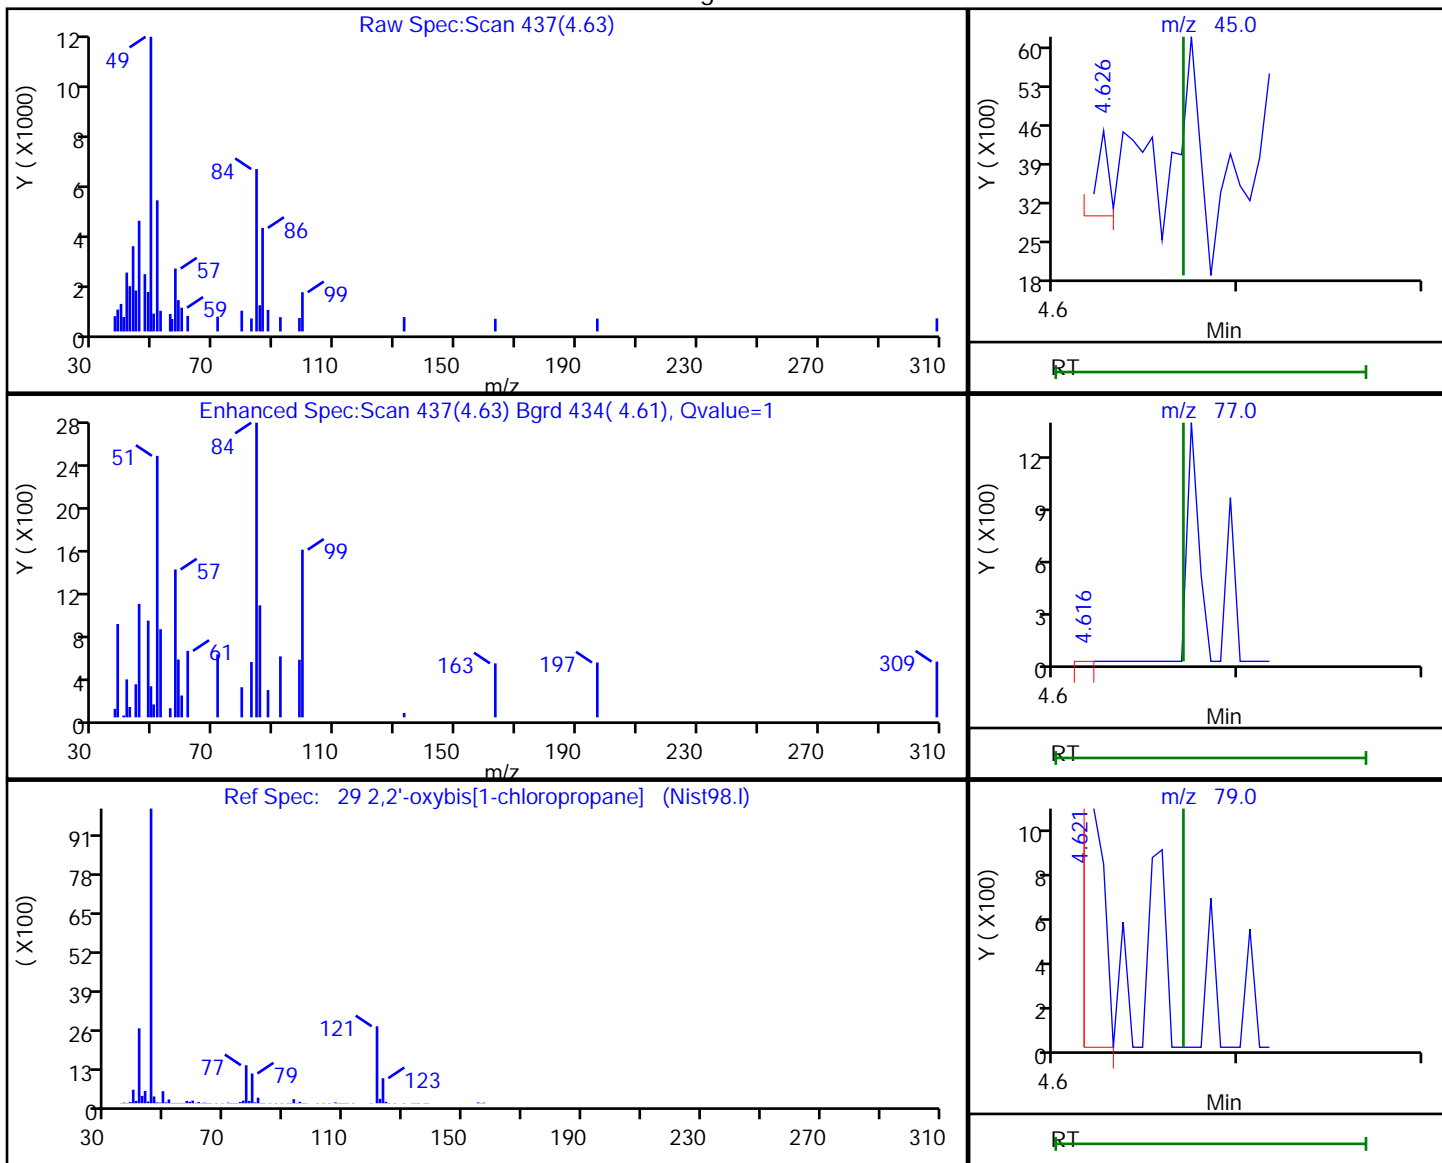 Raw Spec:Scan 437(4.63)
Y ( X1000)
12
10
8
6
4
2
0
49
84
86
57
59
99
30 70 110 150 190 230 270 310
m/z
m/z 45.0
Y ( X100)
60
53
46
39
32
25
18
4.626
4.6
Min
RT
Enhanced Spec:Scan 437(4.63) Bgrd 434( 4.61), Qvalue=1
Y ( X100)
28
24
20
16
12
8
4
0
51
84
57
99
61
163
197
309
30 70 110 150 190 230 270 310
m/z
m/z 77.0
Y ( X100)
12
9
6
3
0
4.616
4.6
Min
RT
Ref Spec: 29 2,2'-oxybis[1-chloropropane] (Nist98.l)
( X100)
91
78
65
52
39
26
13
0
121
77
79
123
30 70 110 150 190 230 270 310
m/z 79.0
Y ( X100)
10
8
6
4
2
0
4.621
4.6
Min
RT